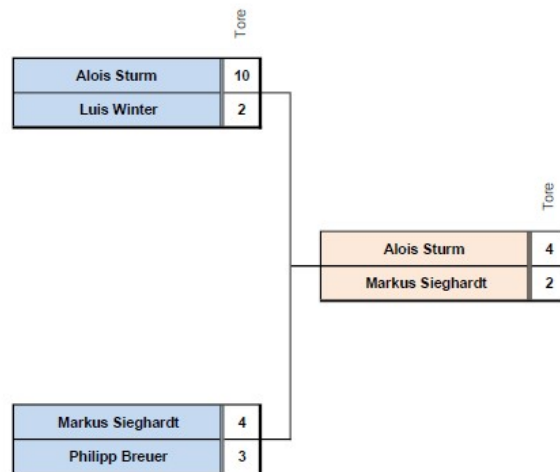 Tore
Alois Sturm 10
Luis Winter 2
Tore
Alois Sturm 4
Markus Sieghardt 2
Markus Sieghardt 4
Philipp Breuer 3